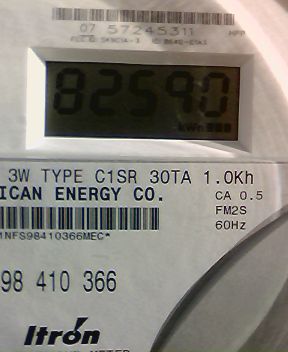 07 57245311
82590
kWh
3W TYPE C1SR 30TA 1.0Kh
ICAN ENERGY CO.
CA 0.5
FM2S
60Hz
1NFS98410366MEC*
98 410 366
Itron